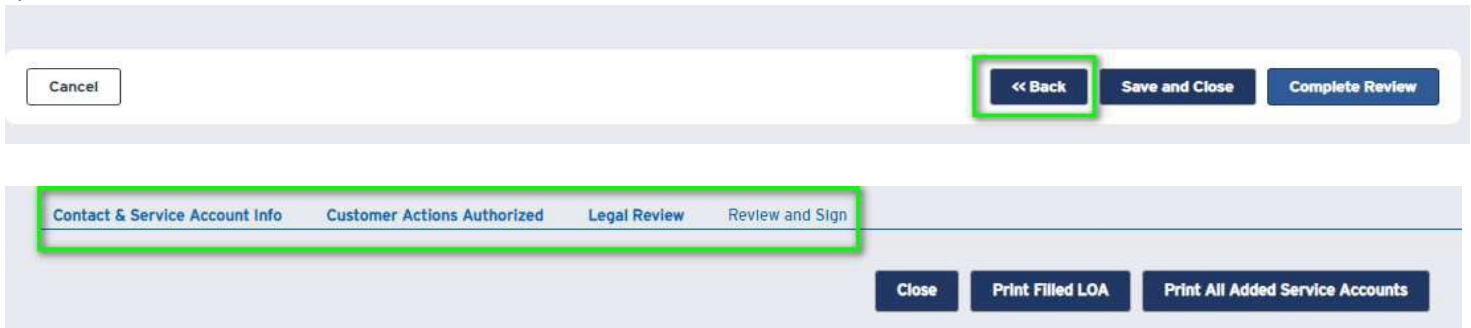 Cancel << Back Save and Close Complete Review
Contact & Service Account Info Customer Actions Authorized Legal Review Review and Sign
Close Print Filled LOA Print All Added Service Accounts